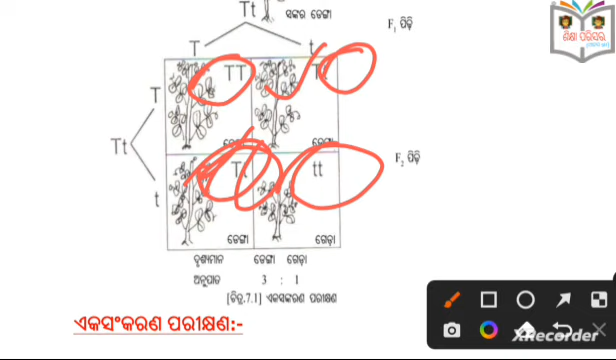 Tt ସଙ୍କର ଡେଙ୍ଗା
F₁ ପିଢ଼ି
ଶିକ୍ଷା ପରିସର
T t
T TT Tt
ଡେଙ୍ଗା ଡେଙ୍ଗା
Tt
F₂ ପିଢ଼ି
t Tt tt
ଡେଙ୍ଗା ଗେଡ଼ା
ଦୃଶ୍ୟମାନ ଡେଙ୍ଗା ଗେଡ଼ା
ଅନୁପାତ 3 : 1
[ଚିତ୍ର.7.1] ଏକସଙ୍କରଣ ପରୀକ୍ଷଣ
ଏକସଂକରଣ ପରୀକ୍ଷଣ:-
XRecorder